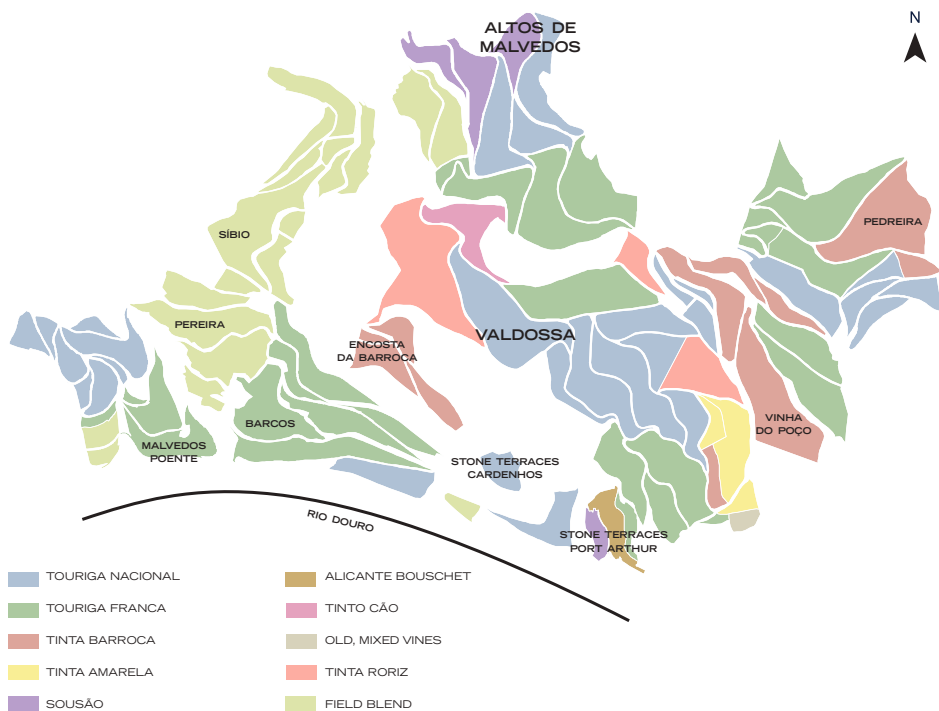 N
ALTOS DE
MALVEDOS
PEDREIRA
SÍBIO
PEREIRA
VALDOSSA
ENCOSTA
DA BARROCA
BARCOS
VINHA
DO POÇO
MALVEDOS
POENTE
STONE TERRACES
CARDENHOS
RIO DOURO
STONE TERRACES
PORT ARTHUR
TOURIGA NACIONAL
TOURIGA FRANCA
TINTA BARROCA
TINTA AMARELA
SOUSÃO
ALICANTE BOUSCHET
TINTO CÃO
OLD, MIXED VINES
TINTA RORIZ
FIELD BLEND